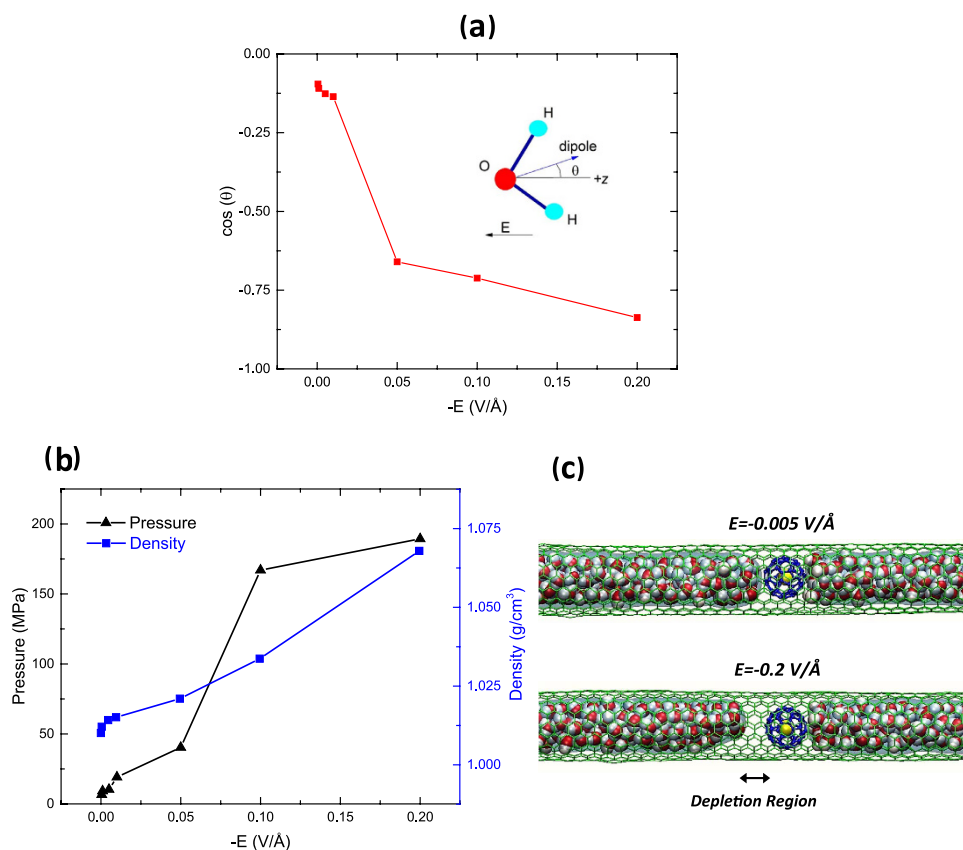 (a)
0.00
-0.25
-0.50
-0.75
-1.00
cos (θ)
0.00 0.05 0.10 0.15 0.20
-E (V/Å)
H
dipole
O
θ
+z
H
E
(b)
Pressure
Density
200
150
100
50
0
Pressure (MPa)
1.075
1.050
1.025
1.000
Density (g/cm³)
0.00 0.05 0.10 0.15 0.20
-E (V/Å)
(c)
E=-0.005 V/Å
E=-0.2 V/Å
Depletion Region